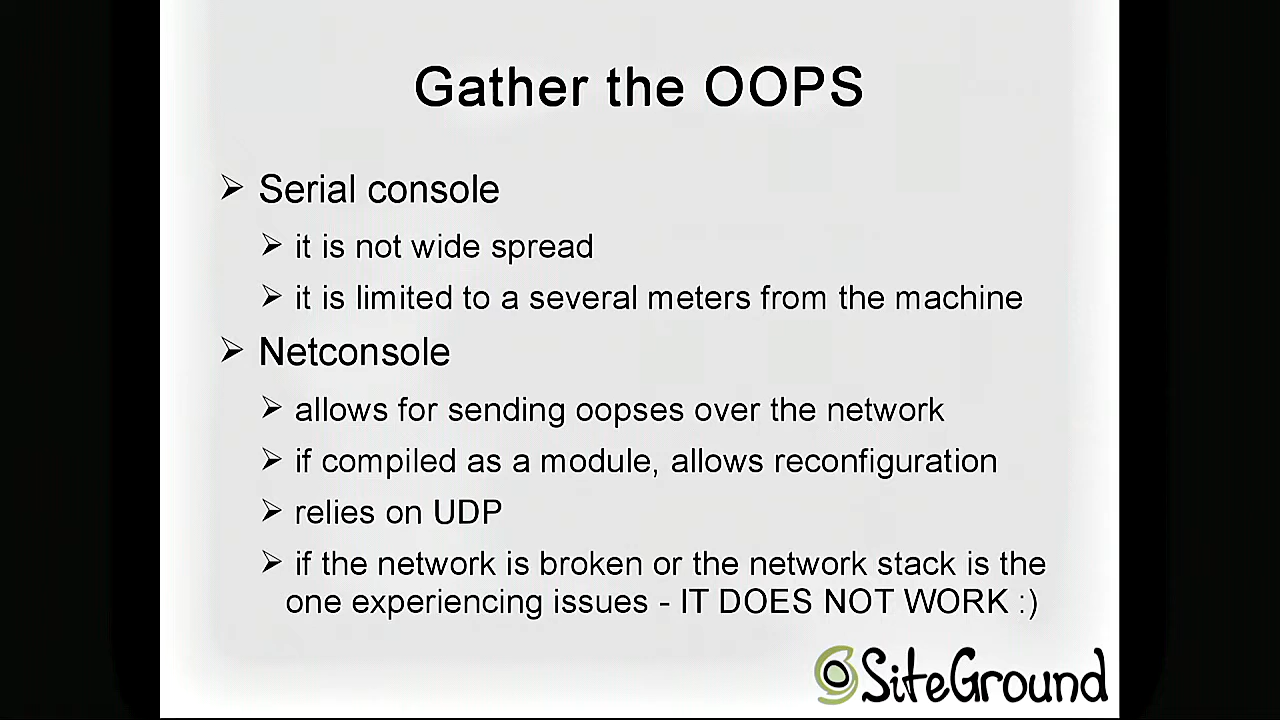 Gather the OOPS
Serial console
it is not wide spread
it is limited to a several meters from the machine
Netconsole
allows for sending oopses over the network
if compiled as a module, allows reconfiguration
relies on UDP
if the network is broken or the network stack is the
one experiencing issues - IT DOES NOT WORK :)
SiteGround